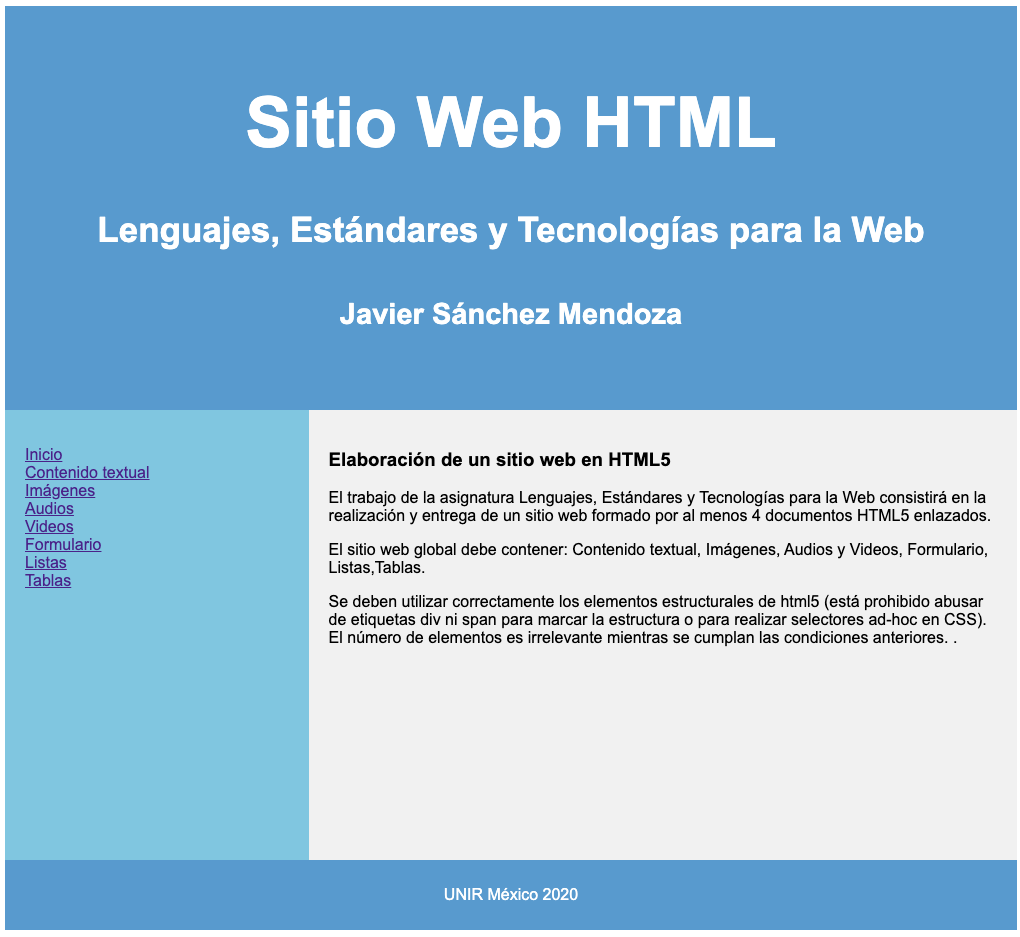 Sitio Web HTML
Lenguajes, Estándares y Tecnologías para la Web
Javier Sánchez Mendoza
Inicio
Contenido textual
Imágenes
Audios
Videos
Formulario
Listas
Tablas
Elaboración de un sitio web en HTML5
El trabajo de la asignatura Lenguajes, Estándares y Tecnologías para la Web consistirá en la
realización y entrega de un sitio web formado por al menos 4 documentos HTML5 enlazados.
El sitio web global debe contener: Contenido textual, Imágenes, Audios y Videos, Formulario,
Listas,Tablas.
Se deben utilizar correctamente los elementos estructurales de html5 (está prohibido abusar
de etiquetas div ni span para marcar la estructura o para realizar selectores ad-hoc en CSS).
El número de elementos es irrelevante mientras se cumplan las condiciones anteriores. .
UNIR México 2020